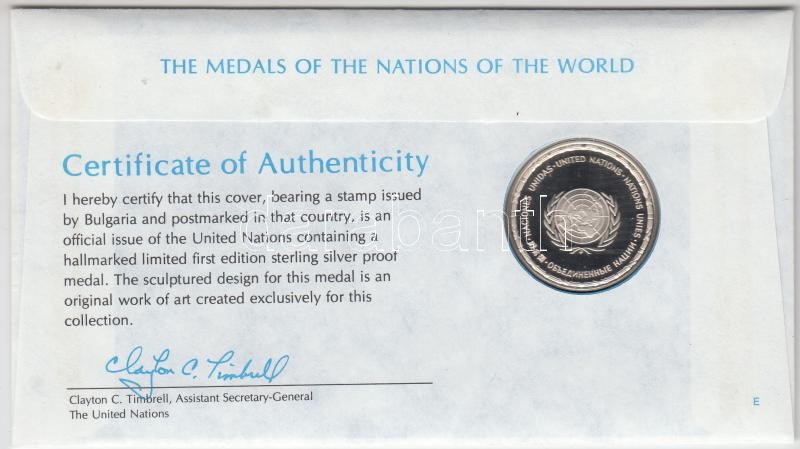 THE MEDALS OF THE NATIONS OF THE WORLD
Certificate of Authenticity
I hereby certify that this cover, bearing a stamp issued
by Bulgaria and postmarked in that country, is an
official issue of the United Nations containing a
hallmarked limited first edition sterling silver proof
medal. The sculptured design for this medal is an
original work of art created exclusively for this
collection.
NACIONES UNIDAS · UNITED NATIONS · NATIONS UNIES ·
ОБЪЕДИНЕННЫЕ НАЦИИ ·
darabanth
Clayton C. Timbrell
Clayton C. Timbrell, Assistant Secretary-General
The United Nations
E